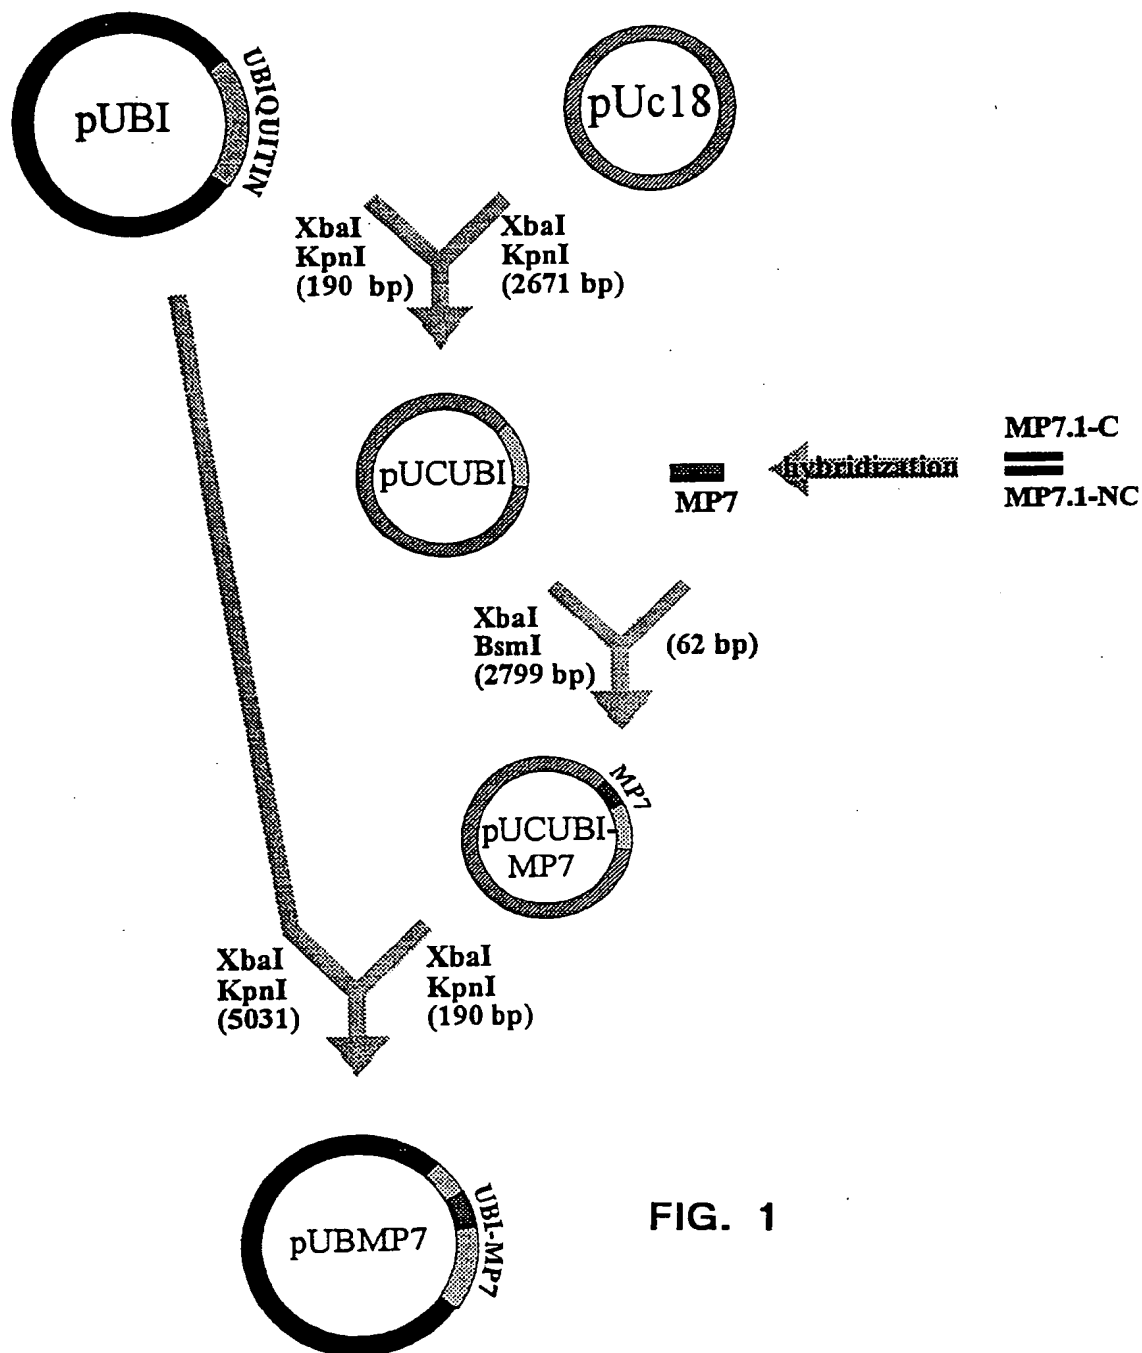 pUBI
UBIQUITIN
pUc18
XbaI
KpnI
(190 bp)
XbaI
KpnI
(2671 bp)
pUCUBI
MP7
hybridization
MP7.1-C
MP7.1-NC
XbaI
BsmI
(2799 bp)
(62 bp)
MP7
pUCUBI-
MP7
XbaI
KpnI
(5031)
XbaI
KpnI
(190 bp)
pUBMP7
UBI-MP7
FIG. 1